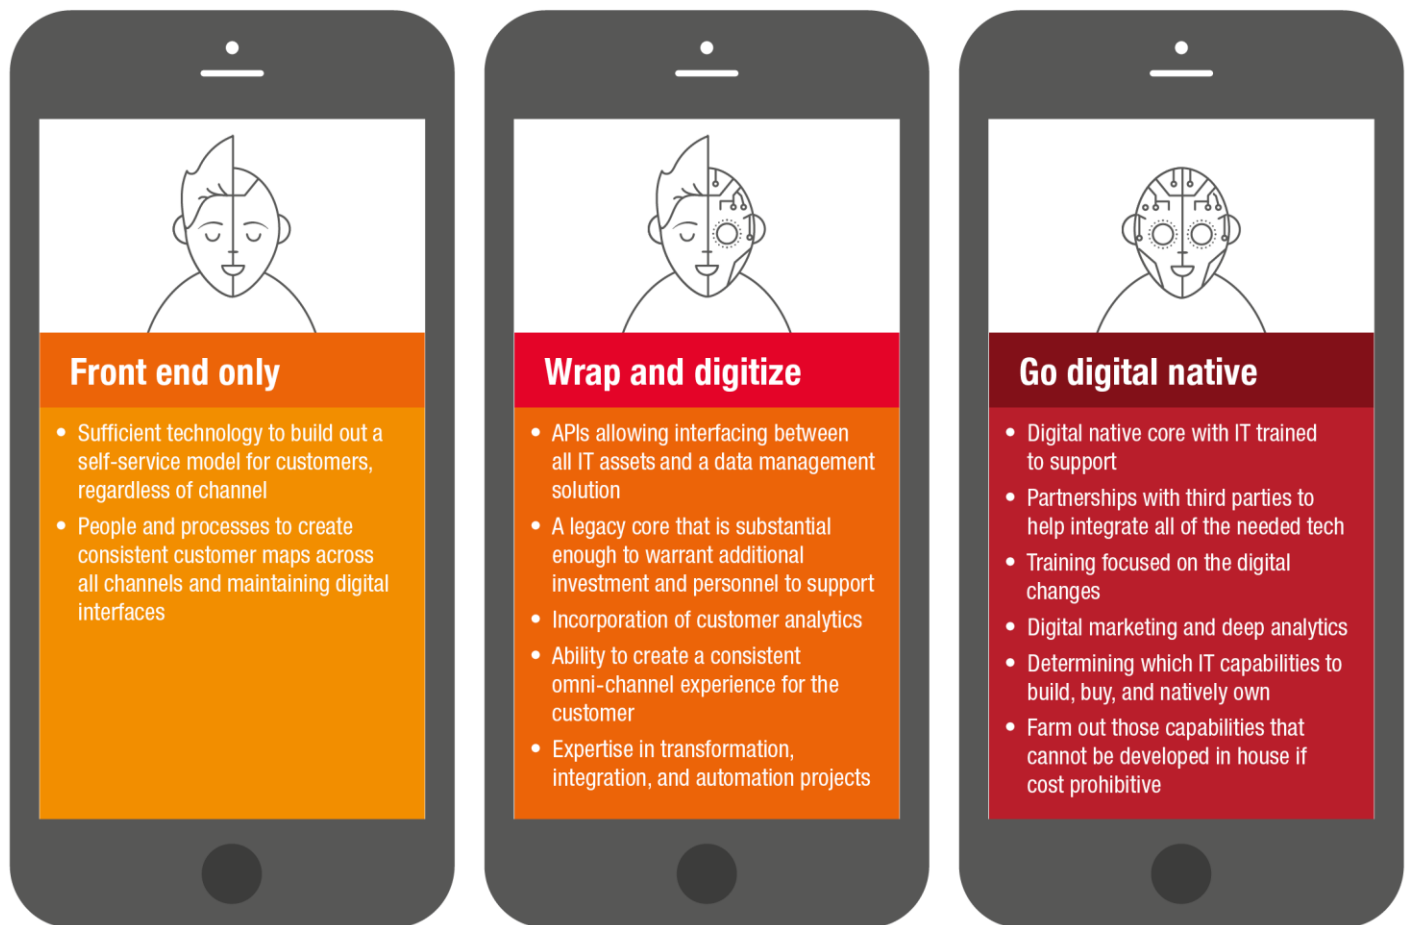 Front end only
• Sufficient technology to build out a
self-service model for customers,
regardless of channel
• People and processes to create
consistent customer maps across
all channels and maintaining digital
interfaces
Wrap and digitize
• APIs allowing interfacing between
all IT assets and a data management
solution
• A legacy core that is substantial
enough to warrant additional
investment and personnel to support
• Incorporation of customer analytics
• Ability to create a consistent
omni-channel experience for the
customer
• Expertise in transformation,
integration, and automation projects
Go digital native
• Digital native core with IT trained
to support
• Partnerships with third parties to
help integrate all of the needed tech
• Training focused on the digital
changes
• Digital marketing and deep analytics
• Determining which IT capabilities to
build, buy, and natively own
• Farm out those capabilities that
cannot be developed in house if
cost prohibitive